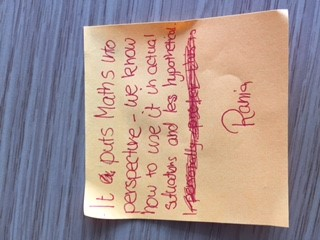 It puts Maths into
perspective - we know
how to use it in actual
situations and less hypothetical.
Rania